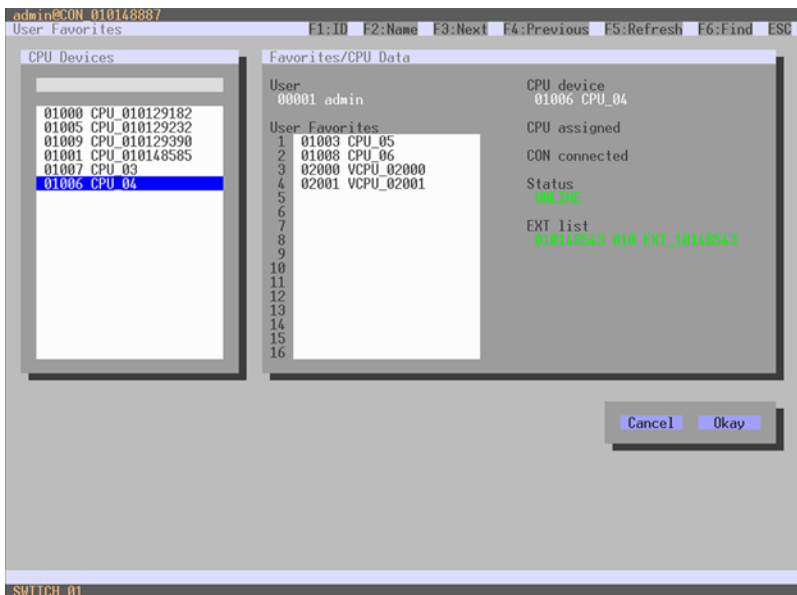 admin@CON_010148887
User Favorites F1:ID F2:Name F3:Next F4:Previous F5:Refresh F6:Find ESC
CPU Devices
01000 CPU_010129182
01005 CPU_010129232
01009 CPU_010129390
01001 CPU_010148585
01007 CPU_03
01006 CPU_04
Favorites/CPU Data
User
00001 admin
User Favorites
1 01003 CPU_05
2 01008 CPU_06
3 02000 VCPU_02000
4 02001 VCPU_02001
5
6
7
8
9
10
11
12
13
14
15
16
CPU device
01006 CPU_04
CPU assigned
CON connected
Status
ONLINE
EXT list
010148543 010 EXT_10148543
Cancel Okay
SWITCH_01